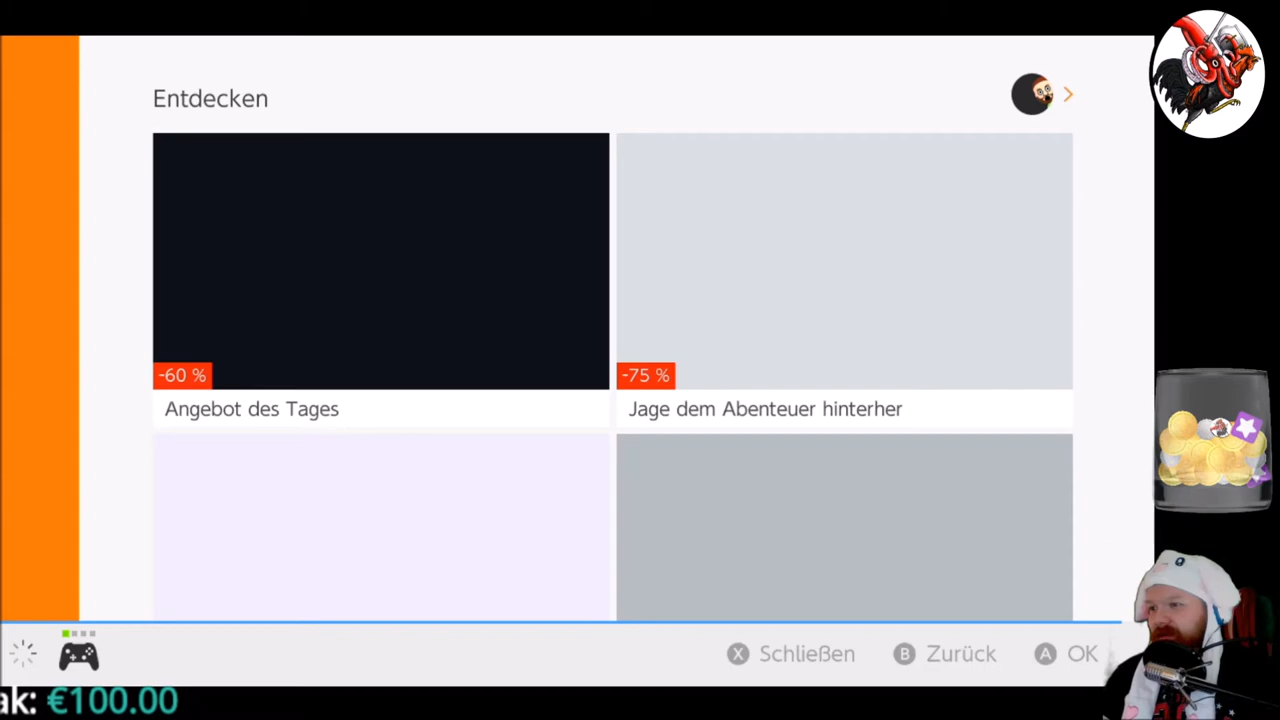 Entdecken
-60 %
-75 %
Angebot des Tages
Jage dem Abenteuer hinterher
X Schließen
B Zurück
A OK
ak: €100.00